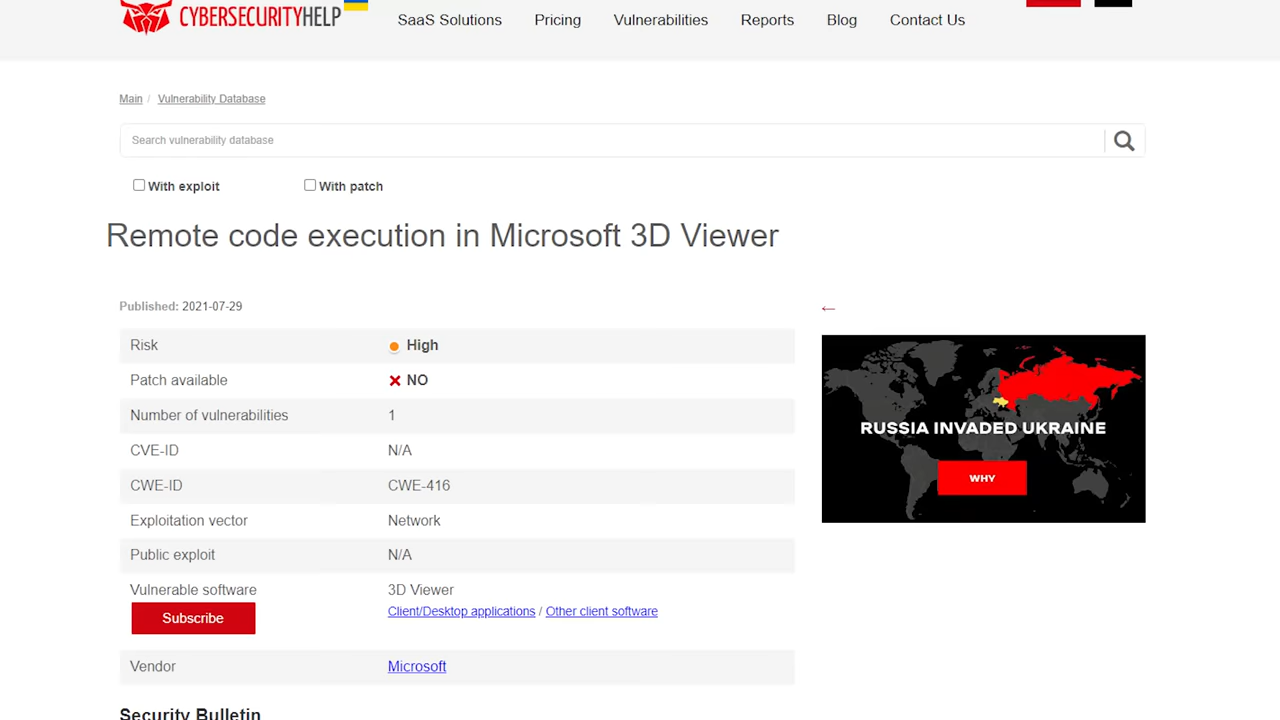 CYBERSECURITYHELP
SaaS Solutions Pricing Vulnerabilities Reports Blog Contact Us
Main / Vulnerability Database
Search vulnerability database
With exploit With patch
Remote code execution in Microsoft 3D Viewer
Published: 2021-07-29
←
Risk High
Patch available NO
Number of vulnerabilities 1
CVE-ID N/A
CWE-ID CWE-416
Exploitation vector Network
Public exploit N/A
Vulnerable software 3D Viewer
Subscribe Client/Desktop applications / Other client software
Vendor Microsoft
RUSSIA INVADED UKRAINE
WHY
Security Bulletin